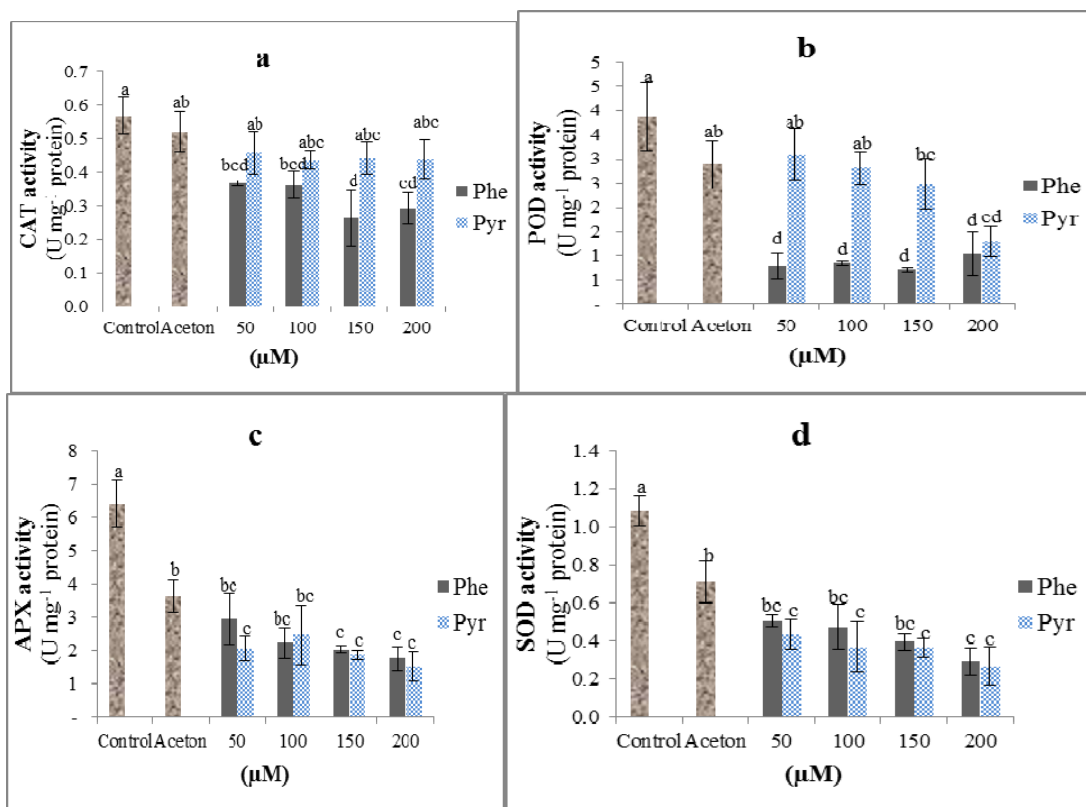 a
0.7
0.6
0.5
0.4
0.3
0.2
0.1
0.0
CAT activity
(U mg-1 protein)
a
ab
bcd
ab
bcd
abc
d
abc
cd
abc
Control Aceton 50 100 150 200
(µM)
Phe
Pyr
b
5
5
4
4
3
3
2
2
1
1
-
POD activity
(U mg-1 protein)
a
ab
d
ab
d
ab
d
bc
d
cd
Control Aceton 50 100 150 200
(µM)
Phe
Pyr
c
8
7
6
5
4
3
2
1
-
APX activity
(U mg-1 protein)
a
b
bc
c
bc
bc
c
c
c
c
Control Aceton 50 100 150 200
(µM)
Phe
Pyr
d
1.4
1.2
1.0
0.8
0.6
0.4
0.2
0.0
SOD activity
(U mg-1 protein)
a
b
bc
c
bc
c
bc
c
c
c
Control Aceton 50 100 150 200
(µM)
Phe
Pyr